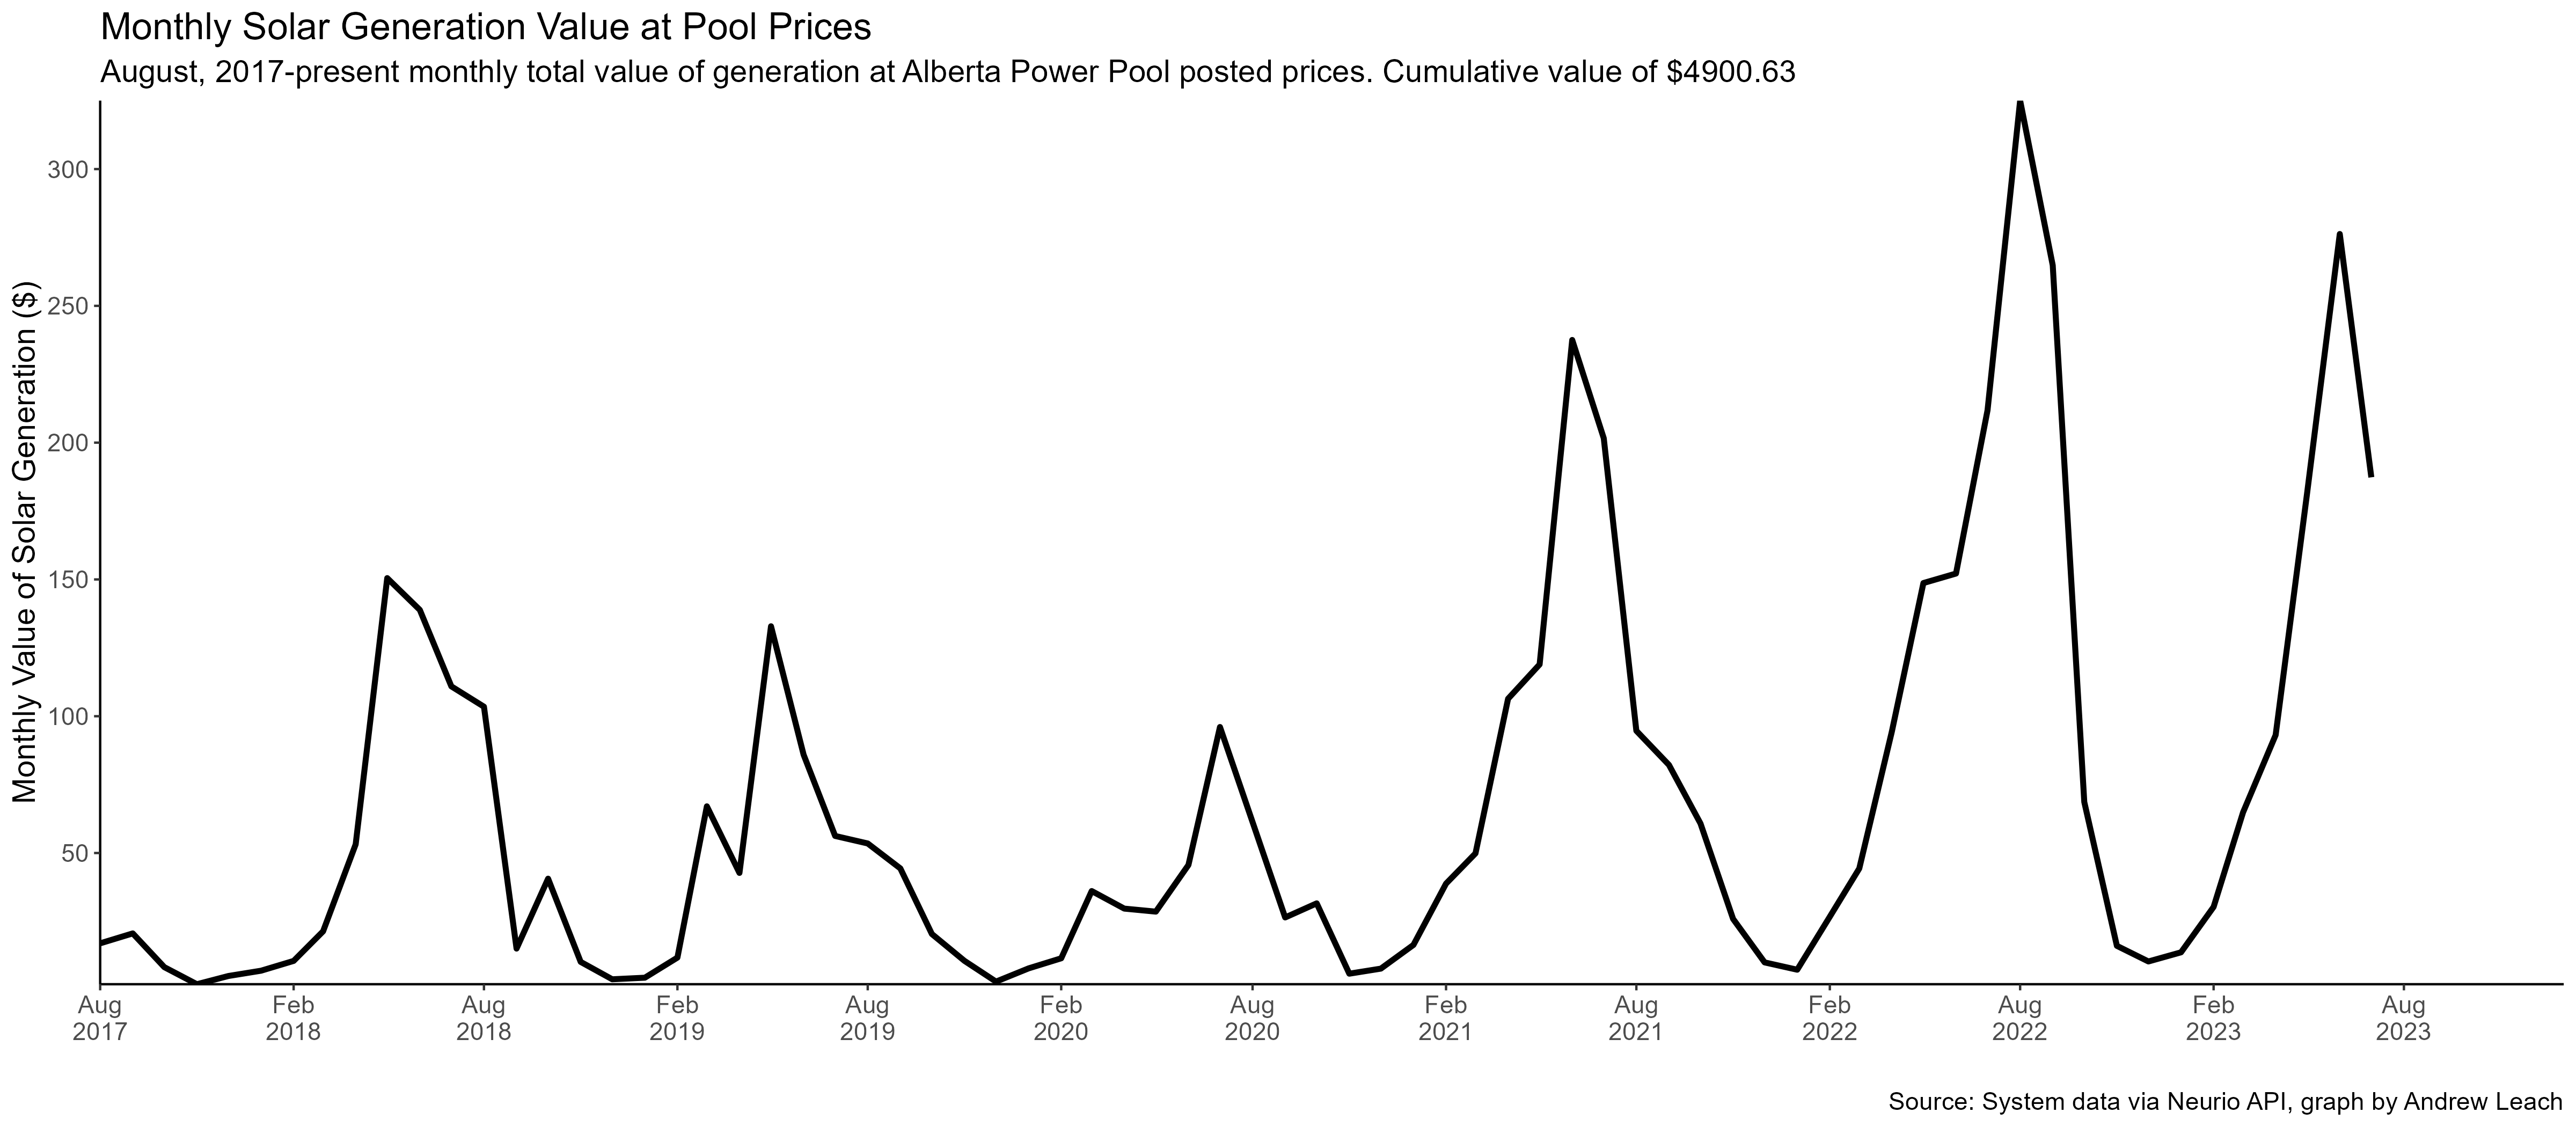 Monthly Solar Generation Value at Pool Prices
August, 2017-present monthly total value of generation at Alberta Power Pool posted prices. Cumulative value of $4900.63
Monthly Value of Solar Generation ($)
300
250
200
150
100
50
Aug Feb Aug Feb Aug Feb Aug Feb Aug Feb Aug Feb Aug
2017 2018 2018 2019 2019 2020 2020 2021 2021 2022 2022 2023 2023
Source: System data via Neurio API, graph by Andrew Leach